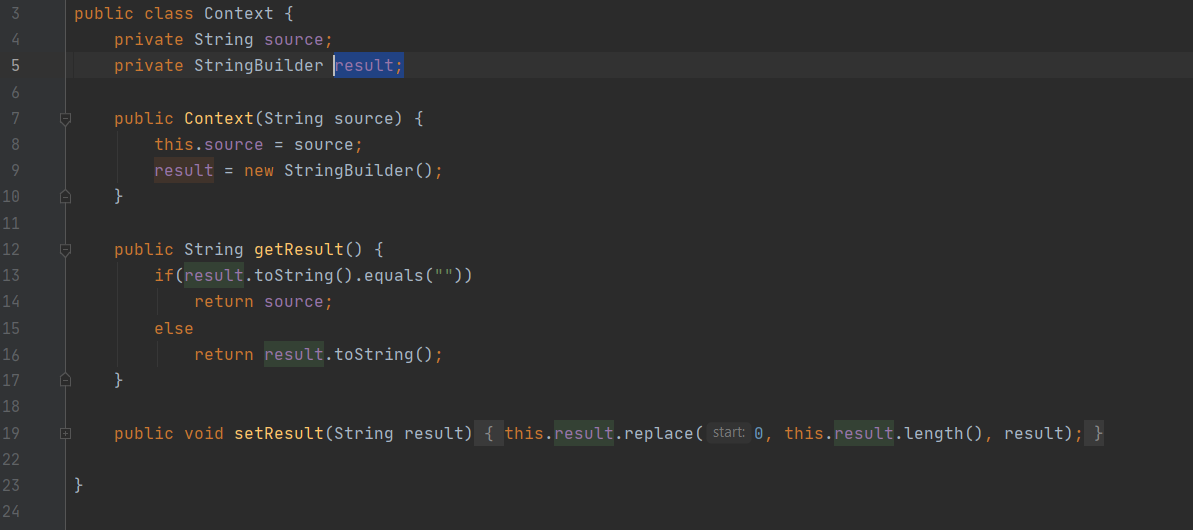 3 public class Context {
4     private String source;
5     private StringBuilder result;
6
7     public Context(String source) {
8         this.source = source;
9         result = new StringBuilder();
10     }
11
12     public String getResult() {
13         if(result.toString().equals(""))
14             return source;
15         else
16             return result.toString();
17     }
18
19     public void setResult(String result) { this.result.replace( start: 0, this.result.length(), result); }
22
23 }
24